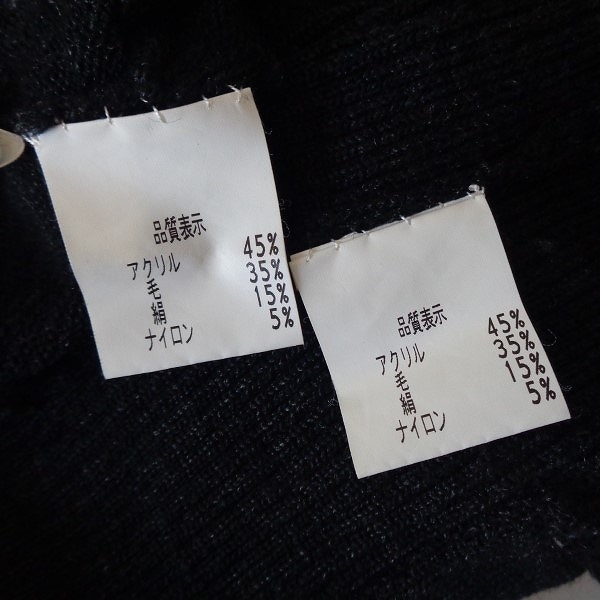 品質表示
アクリル 45%
毛 35%
絹 15%
ナイロン 5%
品質表示
アクリル 45%
毛 35%
絹 15%
ナイロン 5%